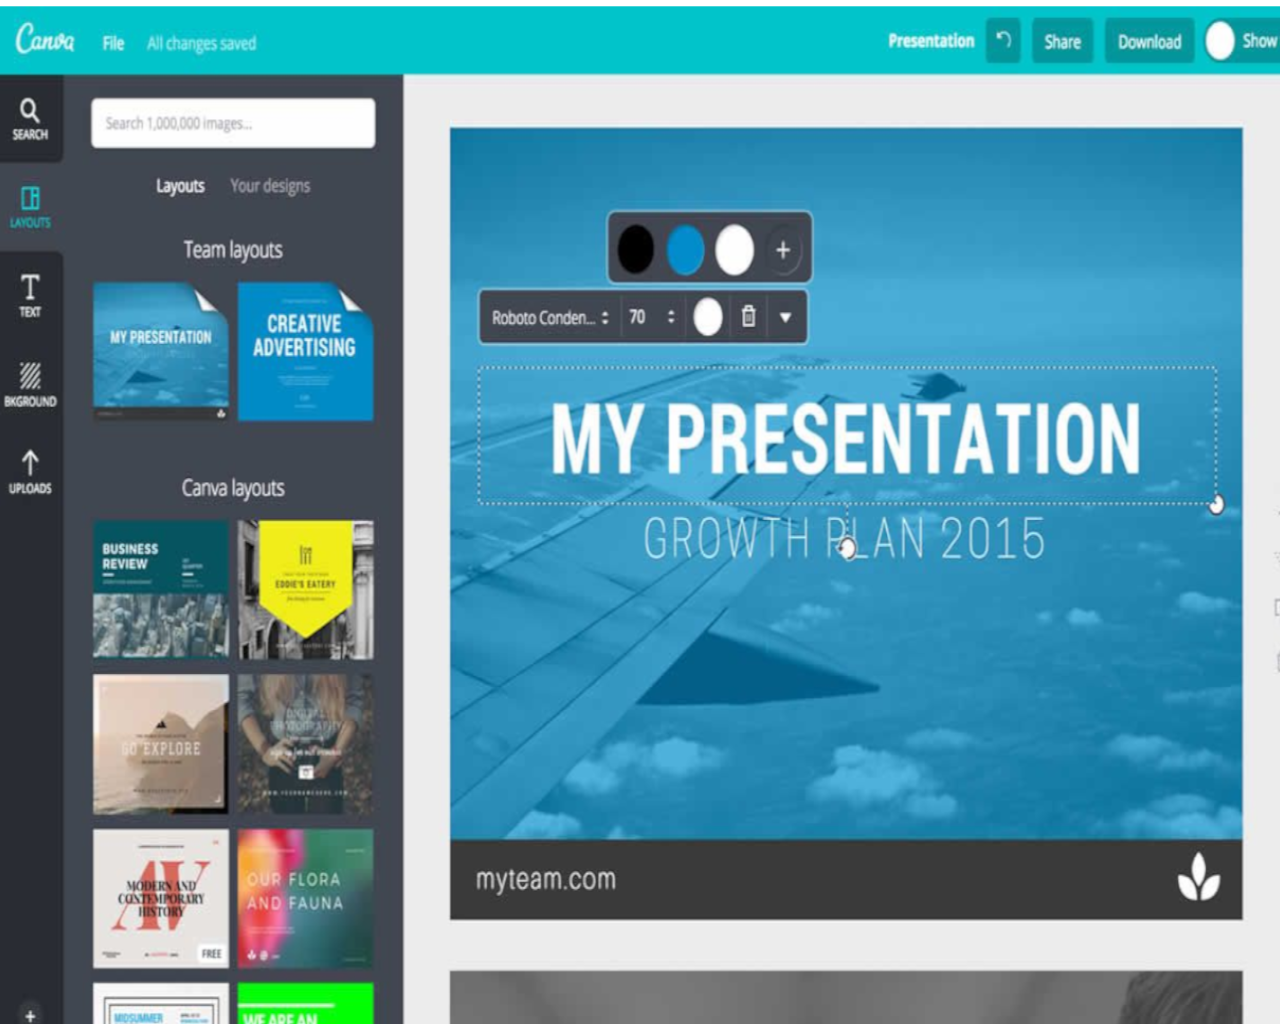 Canva File All changes saved Presentation Share Download Show
SEARCH
LAYOUTS
TEXT
BKGROUND
UPLOADS
Search 1,000,000 images...
Layouts Your designs
Team layouts
MY PRESENTATION
CREATIVE
ADVERTISING
Canva layouts
BUSINESS
REVIEW
EDDIE'S EATERY
GO EXPLORE
DIGITAL
PHOTOGRAPHY
MODERN AND
CONTEMPORARY
HISTORY
FREE
OUR FLORA
AND FAUNA
MIDSUMMER
WE ARE AN
+
Roboto Conden... 70
MY PRESENTATION
GROWTH PLAN 2015
myteam.com